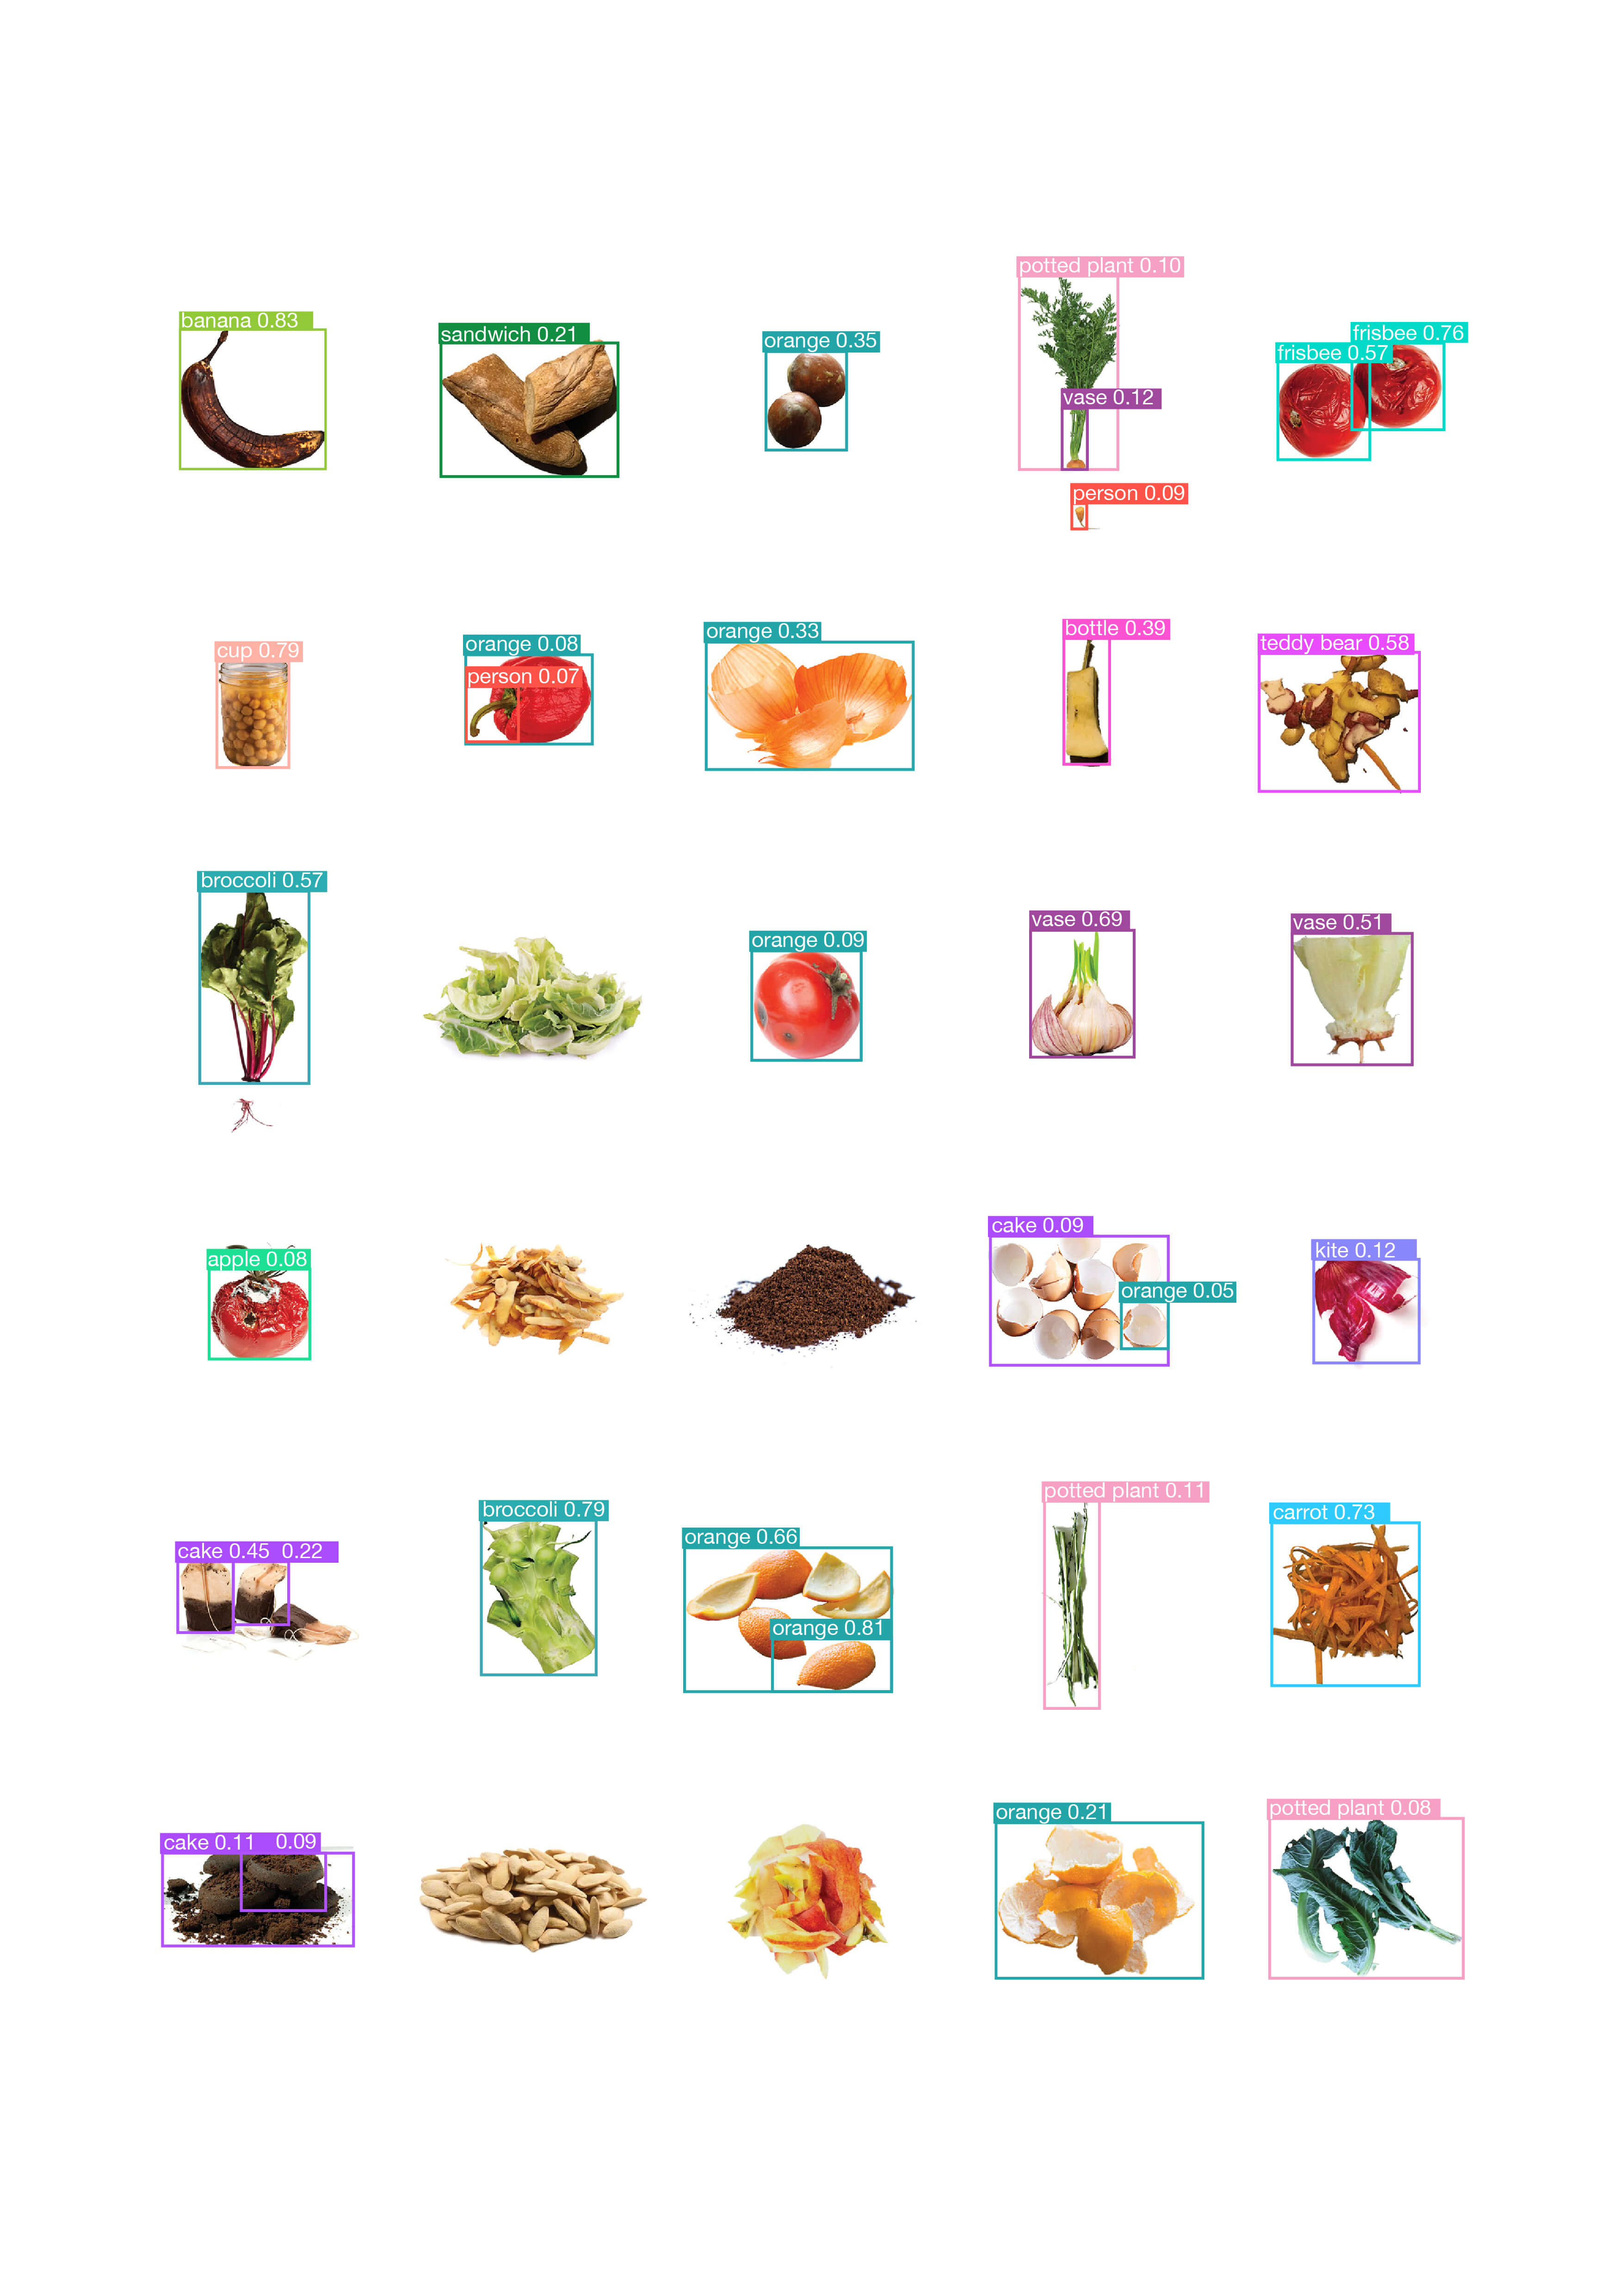 potted plant 0.10
banana 0.83
sandwich 0.21
orange 0.35
frisbee 0.76
frisbee 0.57
vase 0.12
person 0.09
cup 0.79
orange 0.08
person 0.07
orange 0.33
bottle 0.39
teddy bear 0.58
broccoli 0.57
orange 0.09
vase 0.69
vase 0.51
apple 0.08
cake 0.09
orange 0.05
kite 0.12
cake 0.45 0.22
broccoli 0.79
orange 0.66
orange 0.81
potted plant 0.11
carrot 0.73
cake 0.11 0.09
orange 0.21
potted plant 0.08